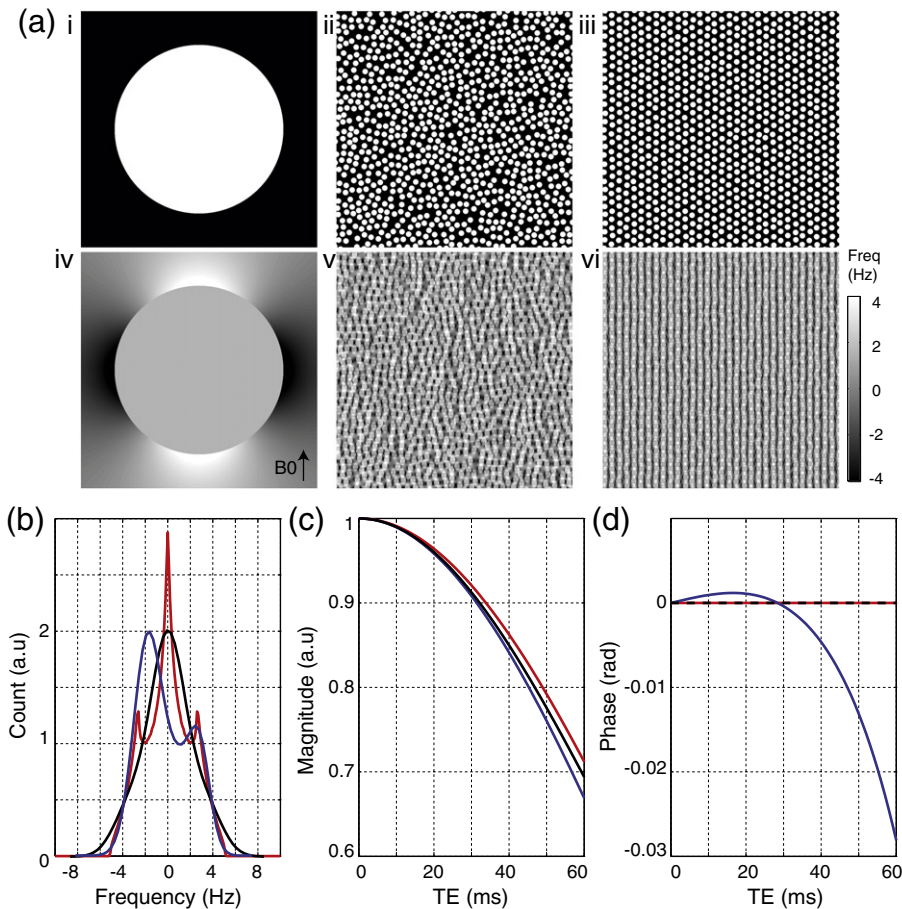 (a) i ii iii
iv v vi
B0
Freq
(Hz)
4
2
0
-2
-4
(b) (c) (d)
2
1
0
Count (a.u)
-8 -4 0 4 8
Frequency (Hz)
1
0.9
0.8
0.7
0.6
Magnitude (a.u)
0 20 40 60
TE (ms)
0
-0.01
-0.02
-0.03
Phase (rad)
0 20 40 60
TE (ms)